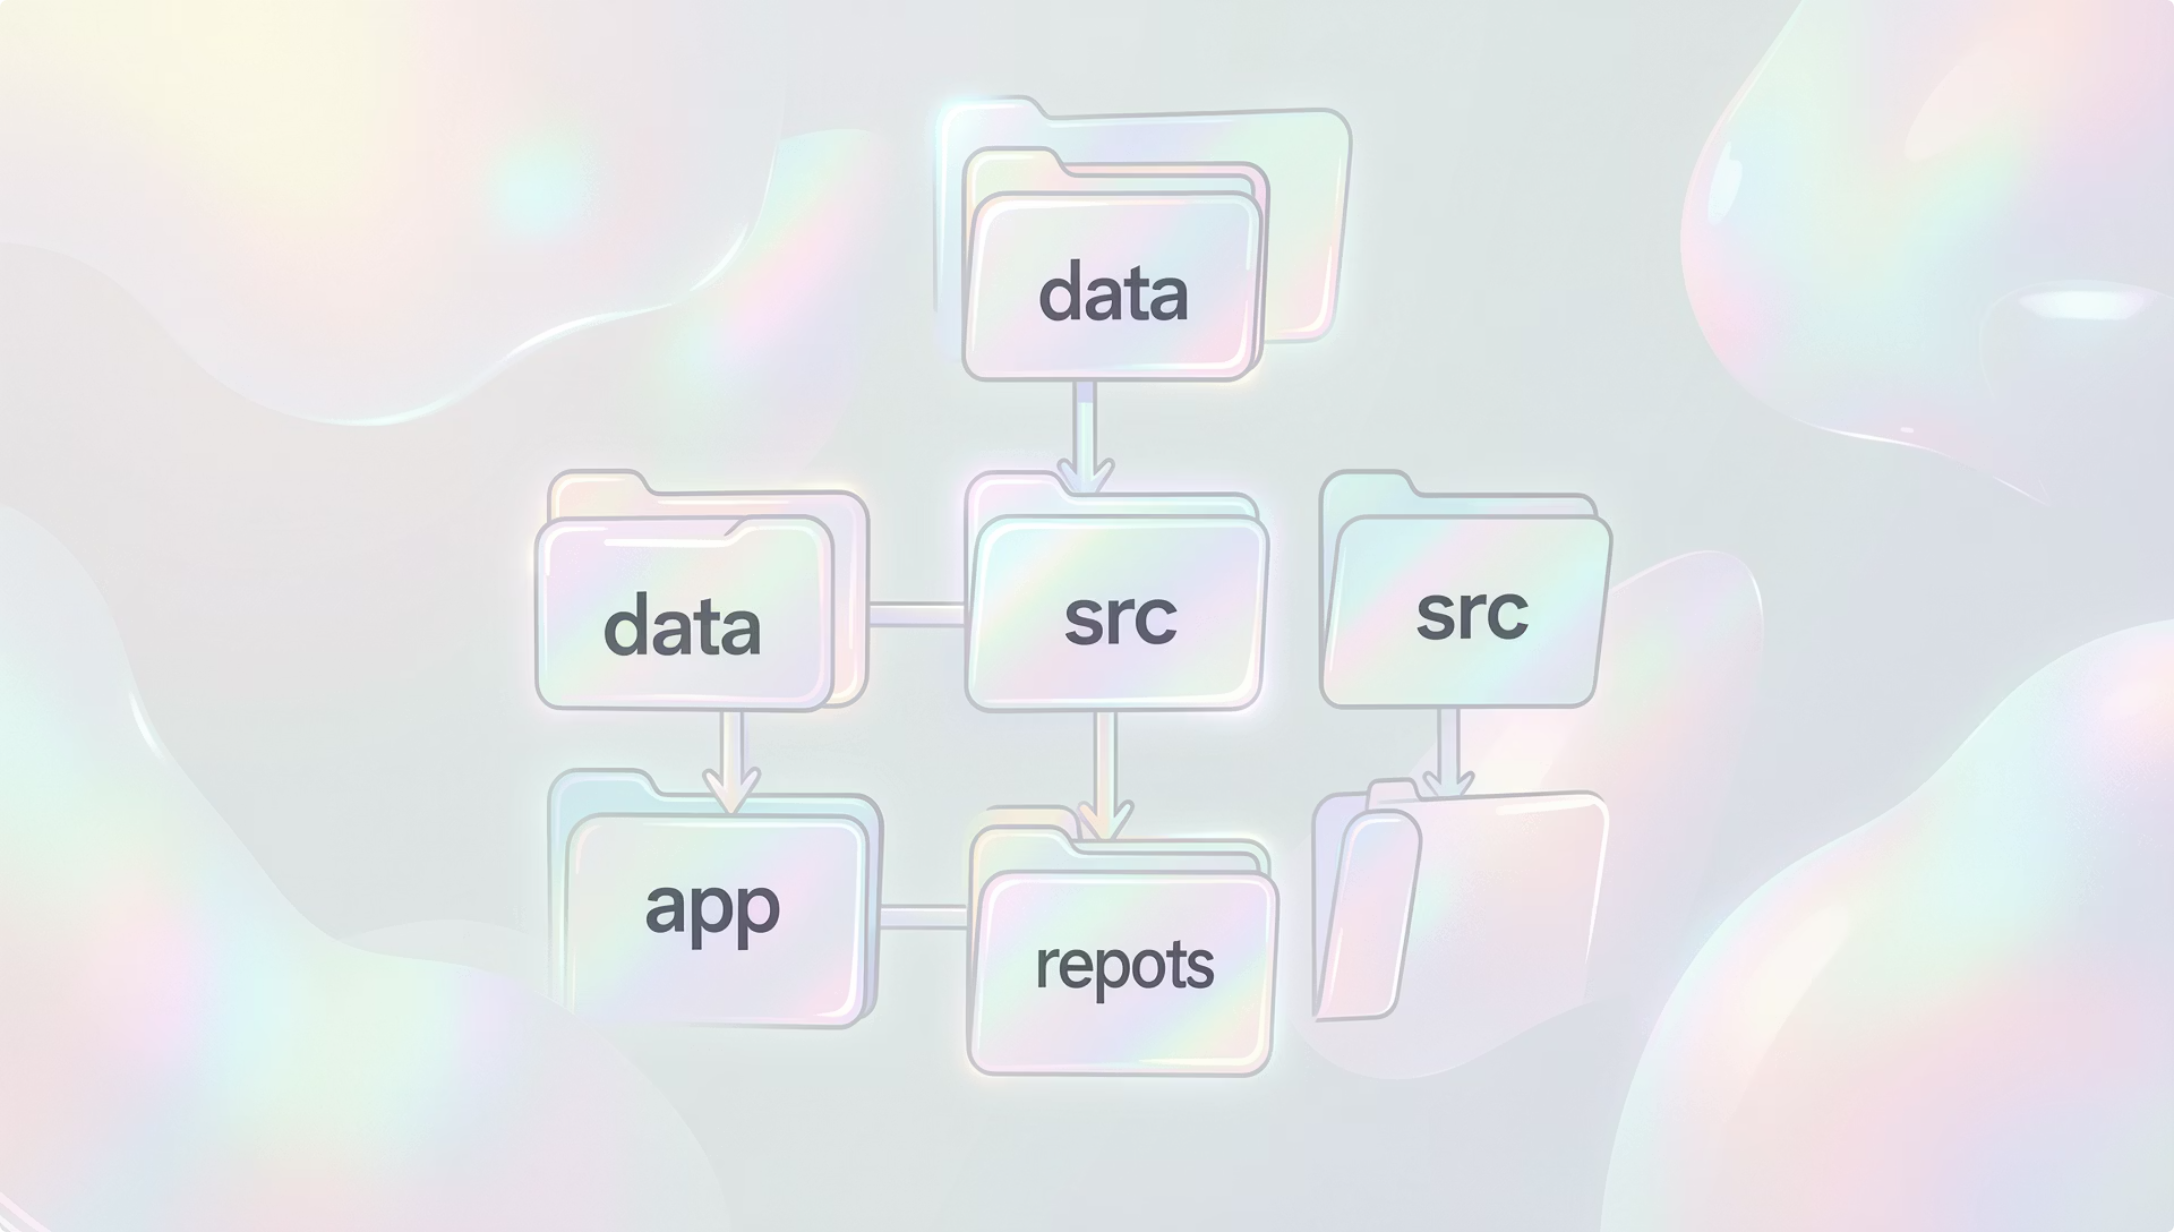 data
data
src
src
app
repots